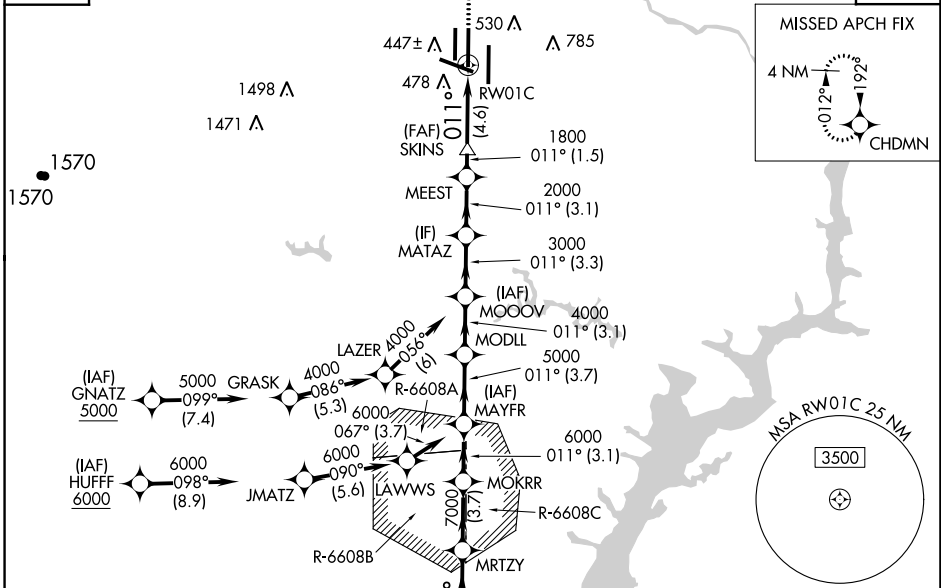 MISSED APCH FIX
4 NM
012°
192°
CHDMN
530
447±
785
478
RW01C
1498
1471
011°
(4.6)
(FAF)
SKINS
1800
011° (1.5)
1570
1570
MEEST
2000
011° (3.1)
(IF)
MATAZ
3000
011° (3.3)
(IAF)
MOOOV
4000
011° (3.1)
MODLL
LAZER
4000
056°
(6)
5000
011° (3.7)
(IAF)
GNATZ
5000
5000
099°
(7.4)
GRASK
4000
086°
(5.3)
R-6608A
(IAF)
MAYFR
6000
067° (3.7)
6000
011° (3.1)
(IAF)
HUFFF
6000
6000
098°
(8.9)
JMATZ
6000
090°
(5.6)
LAWWS
MOKRR
7000
(3.7)
R-6608C
R-6608B
MRTZY
MSA RW01C 25 NM
3500